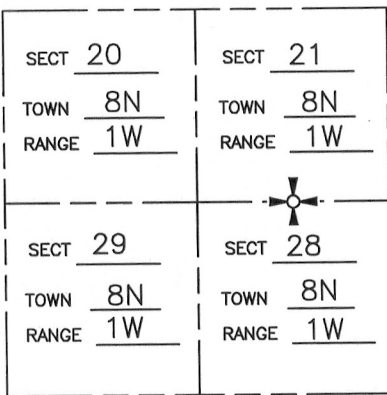 SECT 20
TOWN 8N
RANGE 1W
SECT 21
TOWN 8N
RANGE 1W
SECT 29
TOWN 8N
RANGE 1W
SECT 28
TOWN 8N
RANGE 1W